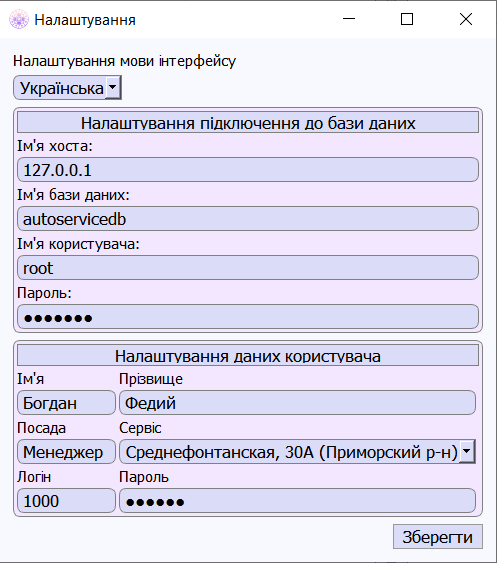 Налаштування
Налаштування мови інтерфейсу
Українська
Налаштування підключення до бази даних
Ім'я хоста:
127.0.0.1
Ім'я бази даних:
autoservicedb
Ім'я користувача:
root
Пароль:
●●●●●●●
Налаштування даних користувача
Ім'я Прізвище
Богдан Федий
Посада Сервіс
Менеджер Среднефонтанская, 30А (Приморский р-н)
Логін Пароль
1000 ●●●●●●
Зберегти